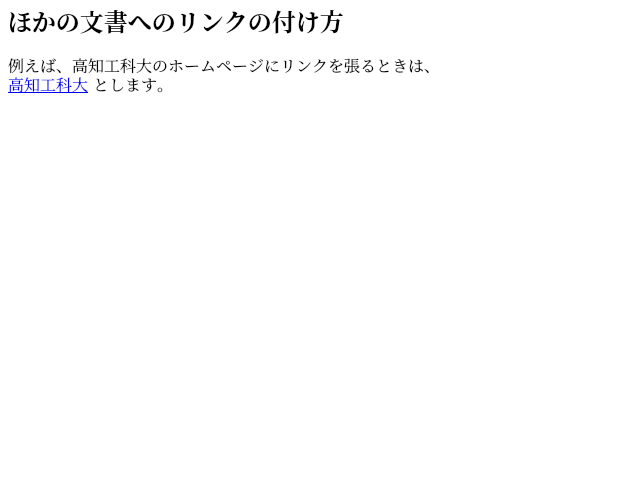 ほかの文書へのリンクの付け方
例えば、高知工科大のホームページにリンクを張るときは、
高知工科大 とします。